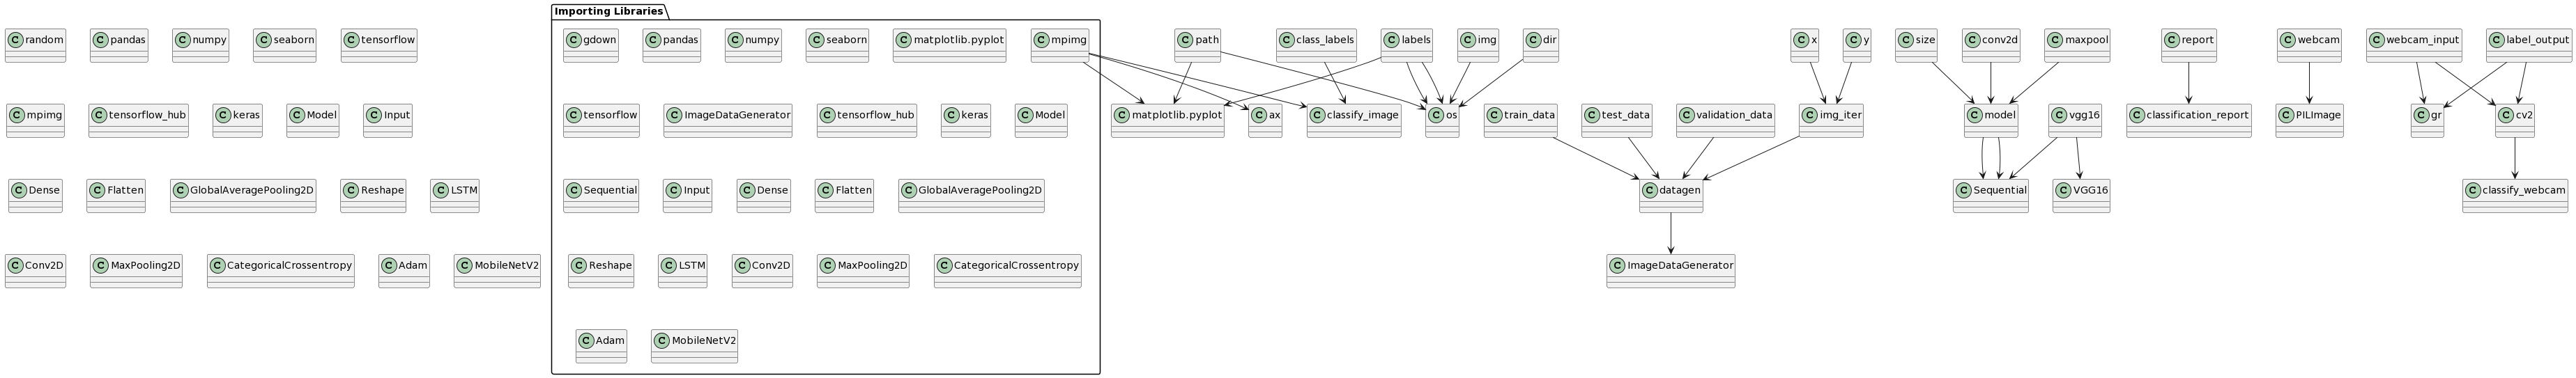 Importing Libraries
C random
C pandas
C numpy
C seaborn
C tensorflow
C gdown
C pandas
C numpy
C seaborn
C matplotlib.pyplot
C mpimg
C path
C class_labels
C labels
C img
C dir
C x
C y
C size
C conv2d
C maxpool
C report
C webcam
C webcam_input
C label_output
C mpimg
C tensorflow_hub
C keras
C Model
C Input
C tensorflow
C ImageDataGenerator
C tensorflow_hub
C keras
C Model
C matplotlib.pyplot
C ax
C classify_image
C os
C train_data
C test_data
C validation_data
C img_iter
C model
C vgg16
C classification_report
C PILImage
C gr
C cv2
C Dense
C Flatten
C GlobalAveragePooling2D
C Reshape
C LSTM
C Sequential
C Input
C Dense
C Flatten
C GlobalAveragePooling2D
C datagen
C Sequential
C VGG16
C classify_webcam
C Conv2D
C MaxPooling2D
C CategoricalCrossentropy
C Adam
C MobileNetV2
C Reshape
C LSTM
C Conv2D
C MaxPooling2D
C CategoricalCrossentropy
C ImageDataGenerator
C Adam
C MobileNetV2